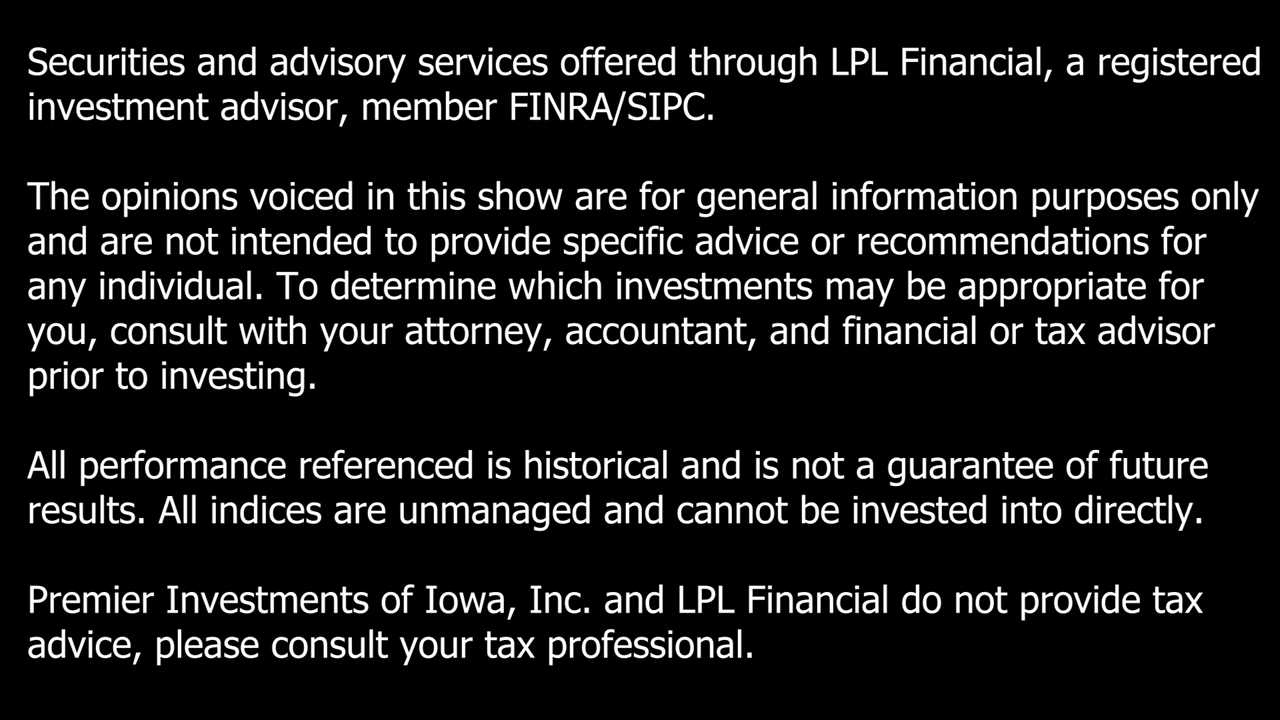 Securities and advisory services offered through LPL Financial, a registered
investment advisor, member FINRA/SIPC.
The opinions voiced in this show are for general information purposes only
and are not intended to provide specific advice or recommendations for
any individual. To determine which investments may be appropriate for
you, consult with your attorney, accountant, and financial or tax advisor
prior to investing.
All performance referenced is historical and is not a guarantee of future
results. All indices are unmanaged and cannot be invested into directly.
Premier Investments of Iowa, Inc. and LPL Financial do not provide tax
advice, please consult your tax professional.